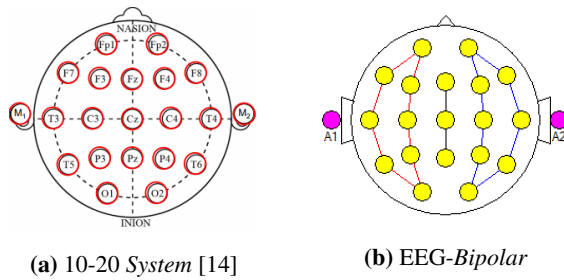 NASION
Fp1 Fp2
F7 F3 Fz F4 F8
M1 T3 C3 Cz C4 T4 M2
T5 P3 Pz P4 T6
O1 O2
INION
A1 A2
(a) 10-20 System [14]
(b) EEG-Bipolar